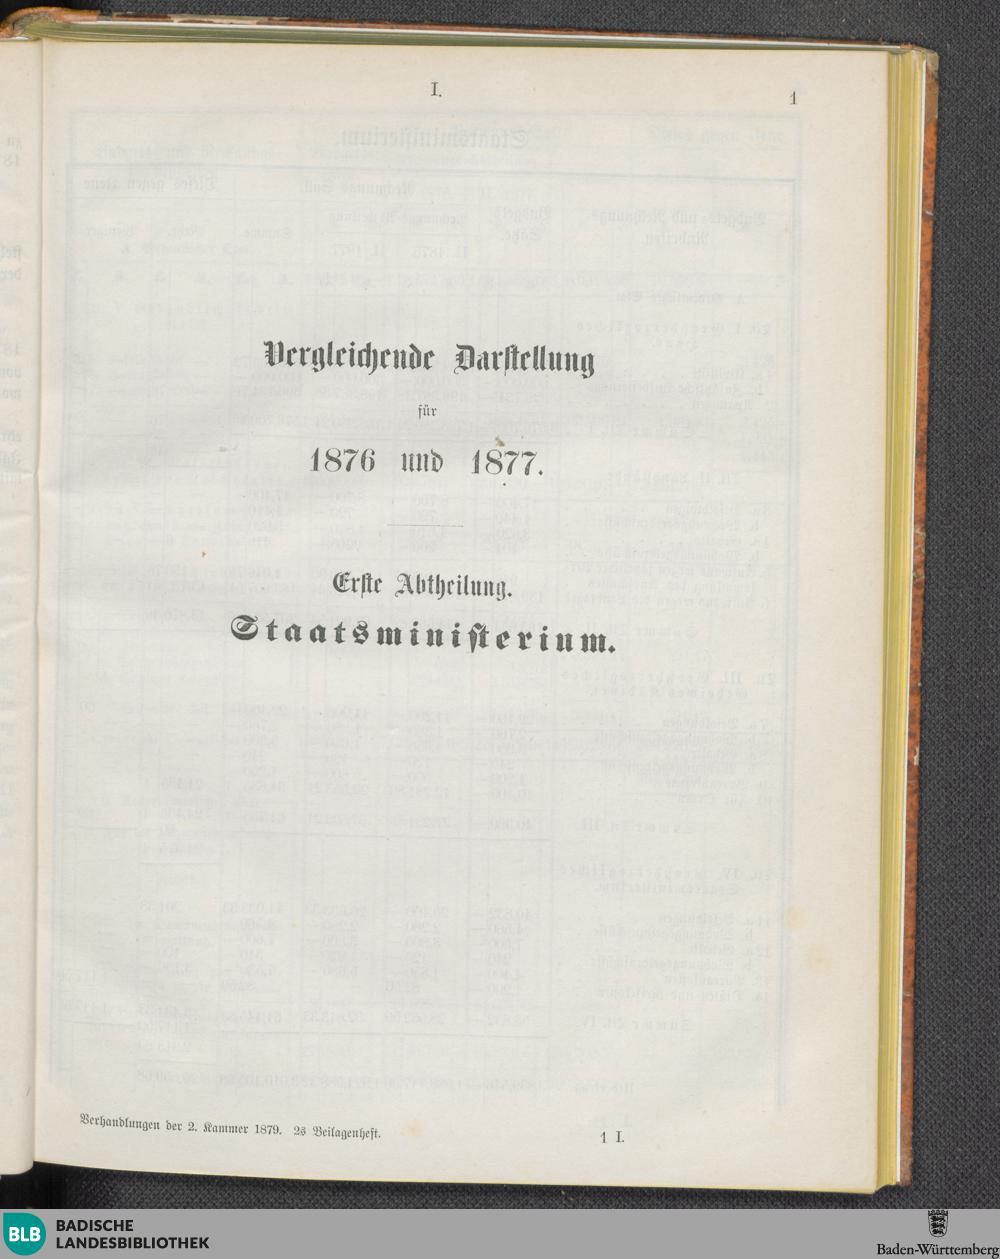 I.
1
Vergleichende Darstellung
für
1876 und 1877.
Erste Abtheilung.
Staatsministerium.
Verhandlungen der 2. Kammer 1879. 2s Beilagenheft.
1 I.
BLB
BADISCHE
LANDESBIBLIOTHEK
Baden-Württemberg